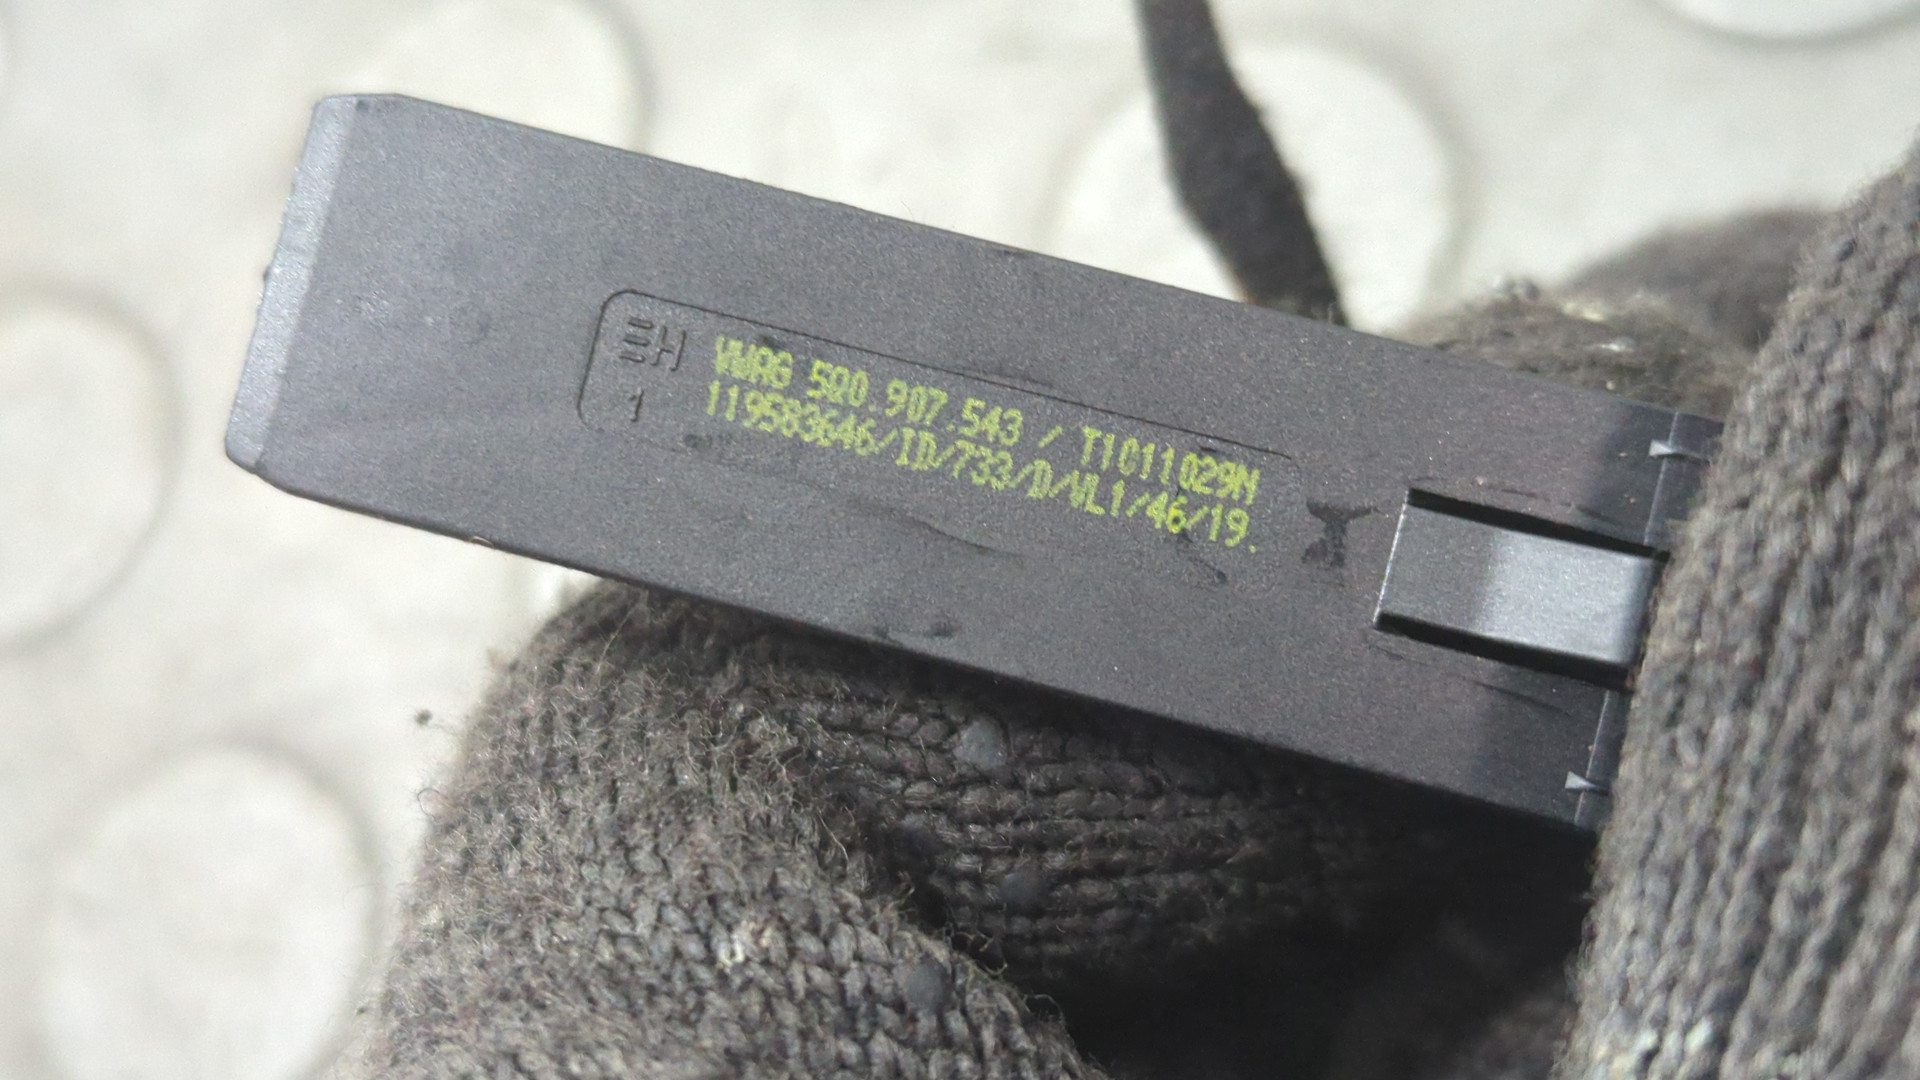 EH
1
VWAG 5Q0.907.543 / T1011029M
119583646/ID/733/D/WL1/46/19.